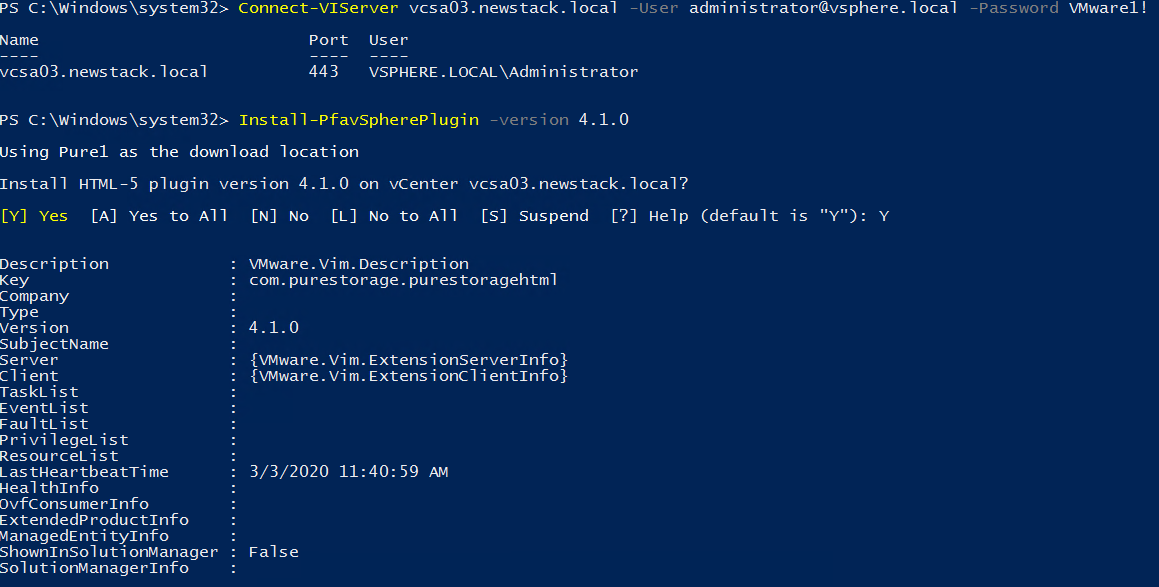 PS C:\Windows\system32> Connect-VIServer vcsa03.newstack.local -User administrator@vsphere.local -Password VMware1!
Name Port User
---- ---- ----
vcsa03.newstack.local 443 VSPHERE.LOCAL\Administrator
PS C:\Windows\system32> Install-PfavSpherePlugin -version 4.1.0
Using Pure1 as the download location
Install HTML-5 plugin version 4.1.0 on vCenter vcsa03.newstack.local?
[Y] Yes [A] Yes to All [N] No [L] No to All [S] Suspend [?] Help (default is "Y"): Y
Description : VMware.Vim.Description
Key : com.purestorage.purestoragehtml
Company :
Type :
Version : 4.1.0
SubjectName :
Server : {VMware.Vim.ExtensionServerInfo}
Client : {VMware.Vim.ExtensionClientInfo}
TaskList :
EventList :
FaultList :
PrivilegeList :
ResourceList :
LastHeartbeatTime : 3/3/2020 11:40:59 AM
HealthInfo :
OvfConsumerInfo :
ExtendedProductInfo :
ManagedEntityInfo :
ShownInSolutionManager : False
SolutionManagerInfo :